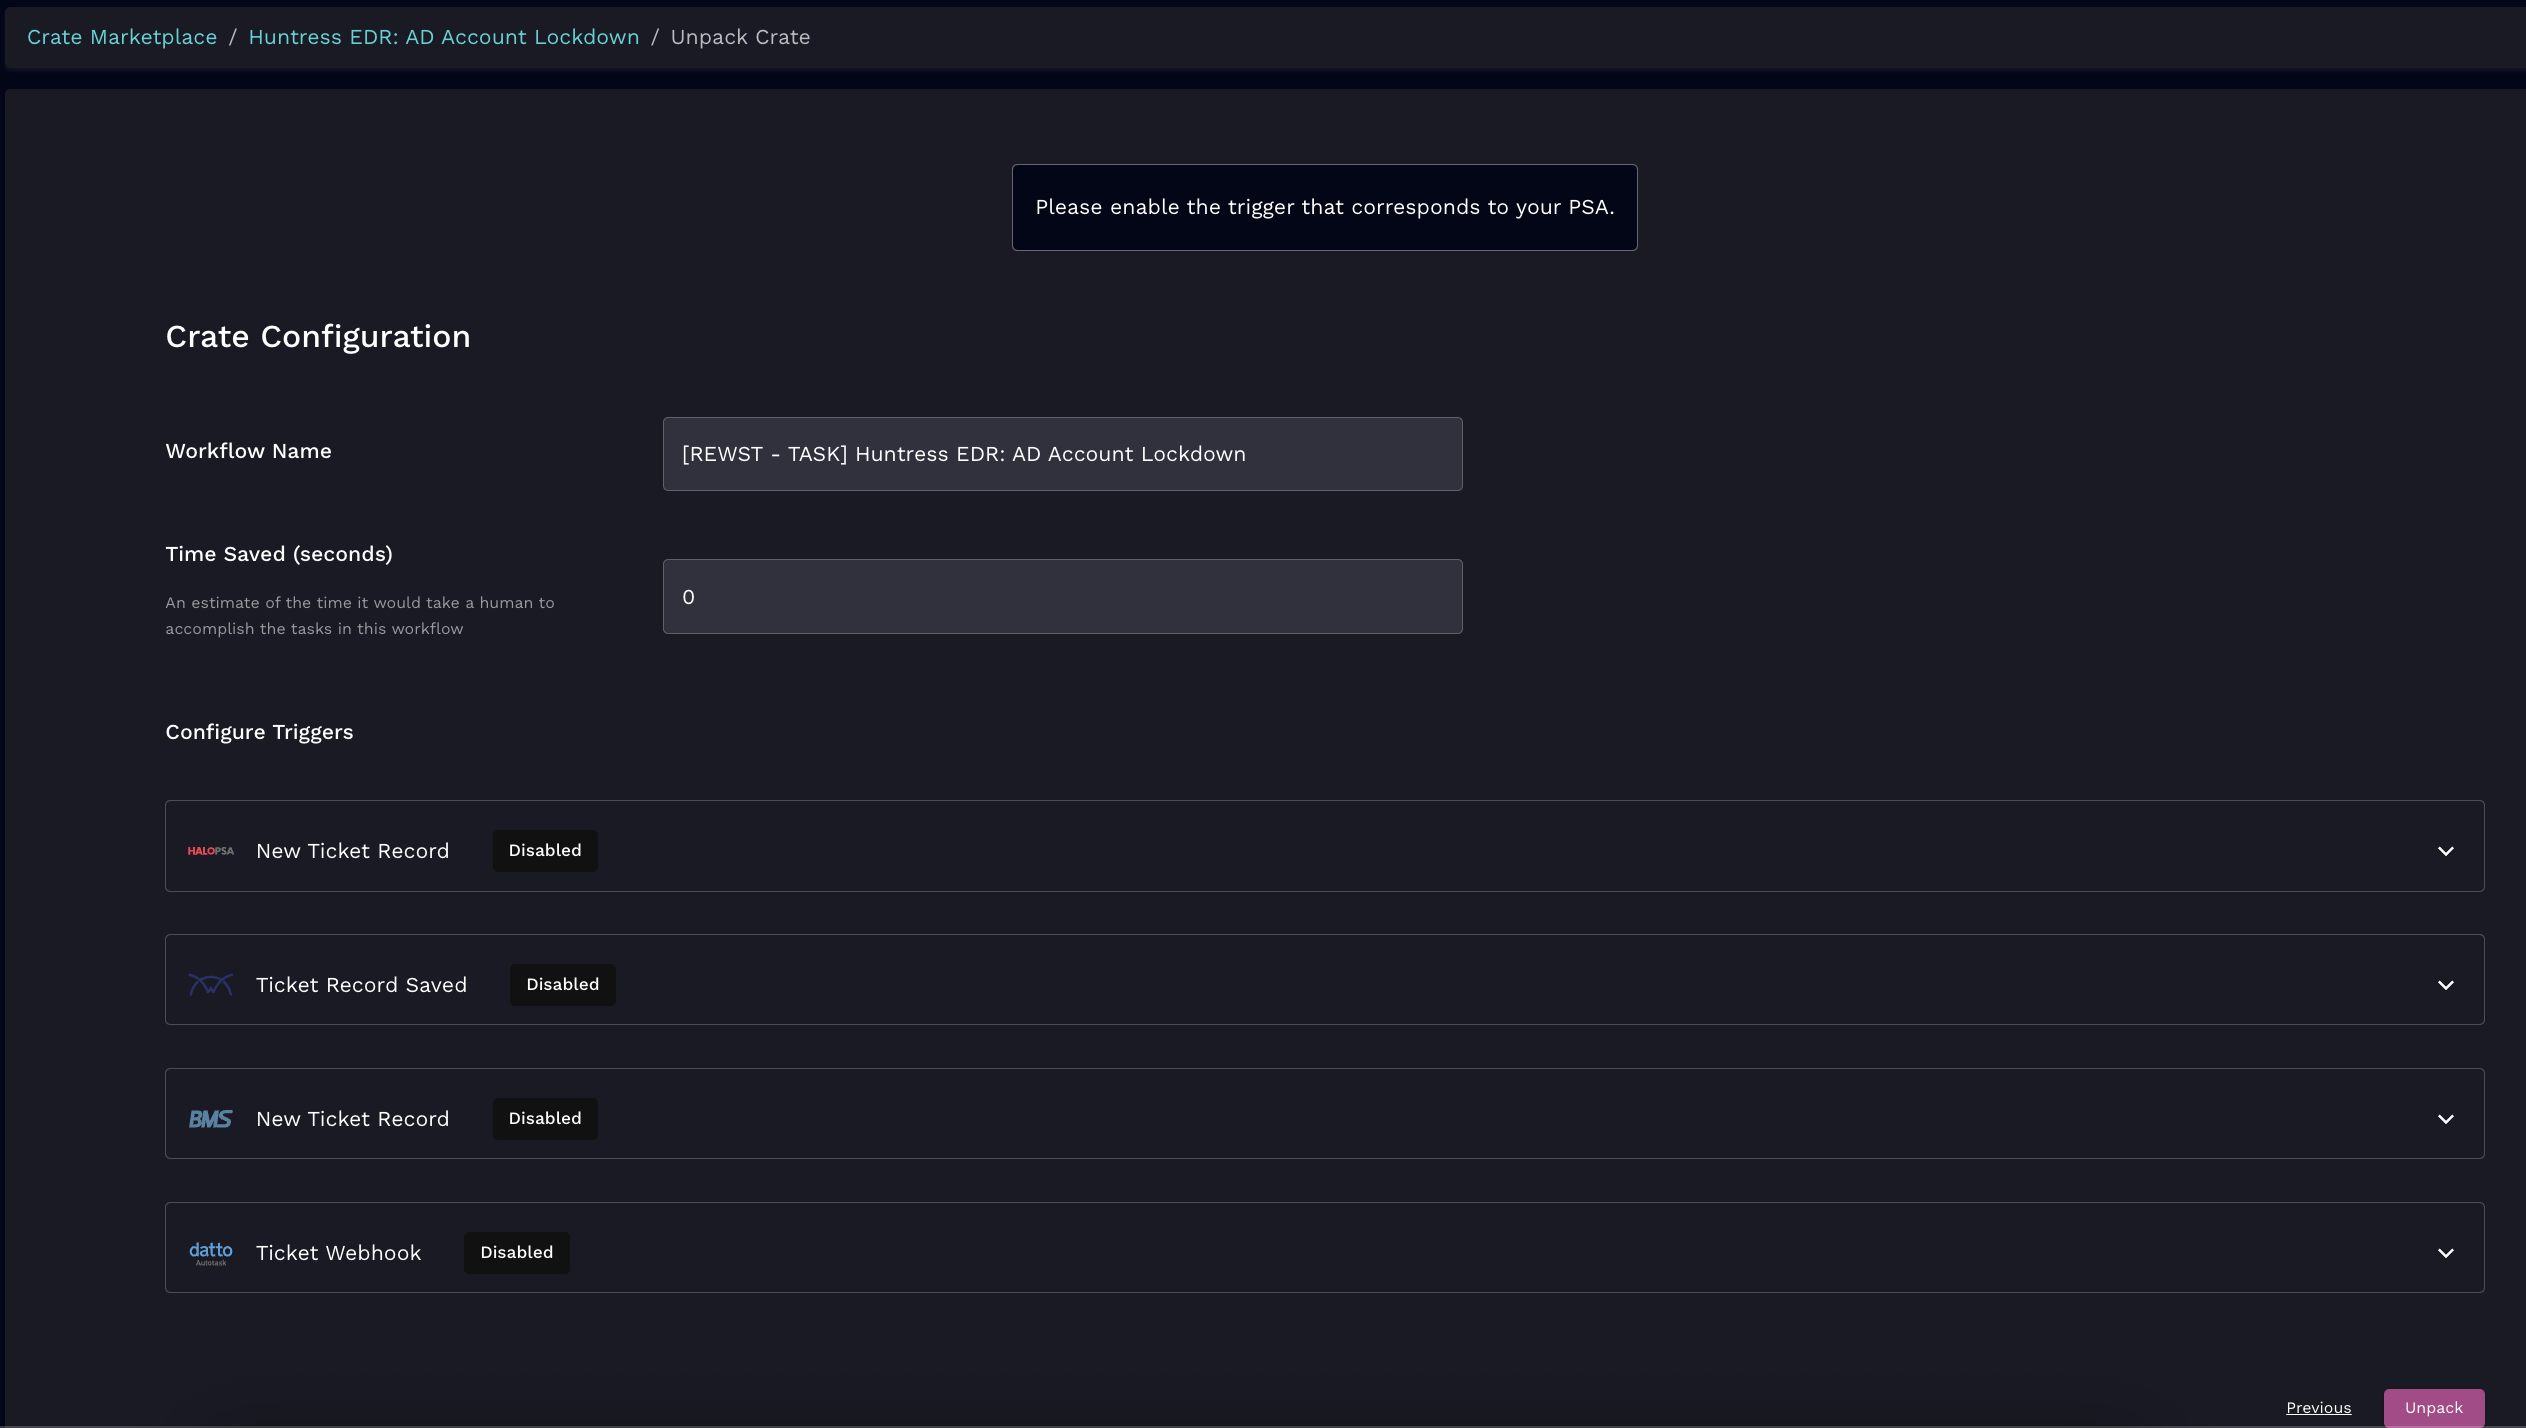 Crate Marketplace / Huntress EDR: AD Account Lockdown / Unpack Crate
Please enable the trigger that corresponds to your PSA.
Crate Configuration
Workflow Name
[REWST - TASK] Huntress EDR: AD Account Lockdown
Time Saved (seconds)
An estimate of the time it would take a human to
accomplish the tasks in this workflow
0
Configure Triggers
HALOPSA New Ticket Record Disabled
Ticket Record Saved Disabled
BMS New Ticket Record Disabled
datto
Autotask
Ticket Webhook Disabled
Previous Unpack